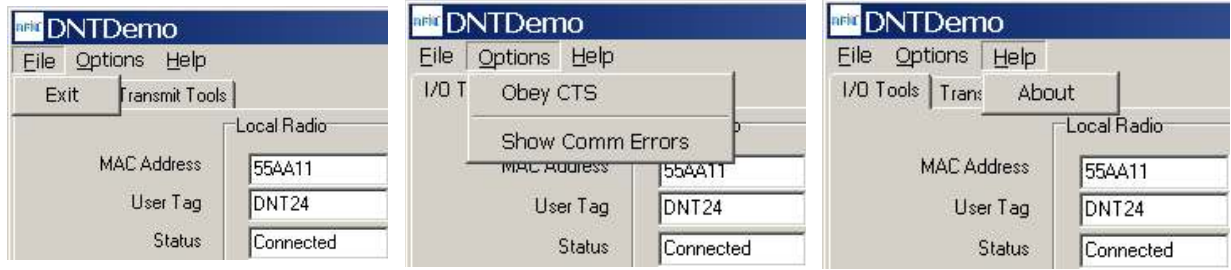 DNTDemo
File Options Help
Exit Transmit Tools
Local Radio
MAC Address 55AA11
User Tag DNT24
Status Connected
DNTDemo
File Options Help
I/O T Obey CTS
Show Comm Errors
MAC Address 55AA11
User Tag DNT24
Status Connected
DNTDemo
File Options Help
I/O Tools Trans About
Local Radio
MAC Address 55AA11
User Tag DNT24
Status Connected